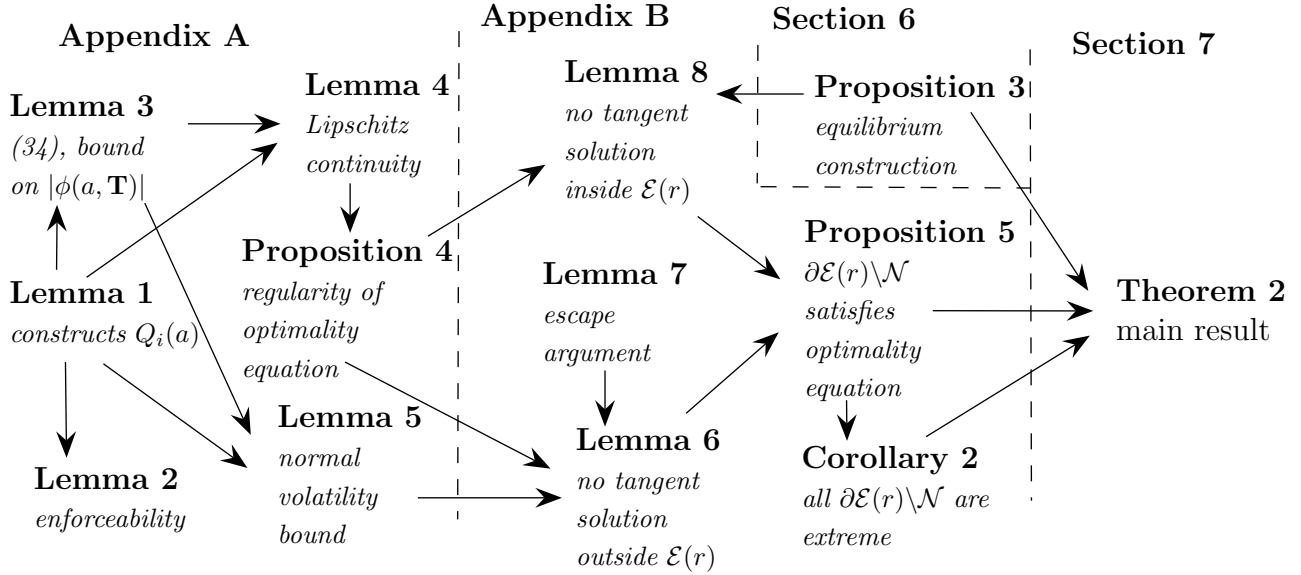 Appendix A
Appendix B
Section 6
Section 7
Lemma 3
(34), bound
on |ϕ(a, T)|
Lemma 4
Lipschitz
continuity
Lemma 8
no tangent
solution
inside ℰ(r)
Proposition 3
equilibrium
construction
Lemma 1
constructs Qᵢ(a)
Proposition 4
regularity of
optimality
equation
Lemma 7
escape
argument
Proposition 5
∂ℰ(r)\𝒩
satisfies
optimality
equation
Theorem 2
main result
Lemma 2
enforceability
Lemma 5
normal
volatility
bound
Lemma 6
no tangent
solution
outside ℰ(r)
Corollary 2
all ∂ℰ(r)\𝒩 are
extreme